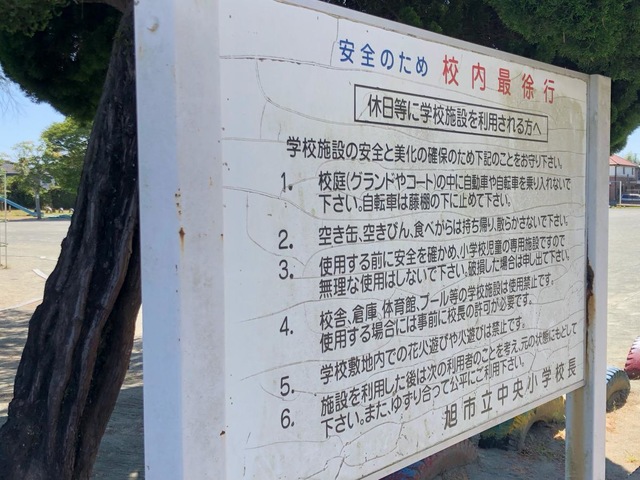 安全のため 校内最徐行
休日等に学校施設を利用される方へ
学校施設の安全と美化の確保のため下記のことをお守り下さい。
1. 校庭(グランドやコート)の中に自動車や自転車を乗り入れないで
下さい。自転車は藤棚の下に止めて下さい。
2. 空き缶、空きびん、食べがらは持ち帰り、散らかさないで下さい。
3. 使用する前に安全を確かめ、小学校児童の専用施設ですので
無理な使用はしないで下さい。破損した場合は申し出て下さい。
4. 校舎、倉庫、体育館、プール等の学校施設は使用禁止です。
使用する場合には事前に校長の許可が必要です。
5. 学校敷地内での花火遊びや火遊びは禁止です。
6. 施設を利用した後は次の利用者のことを考え、元の状態にもどして
下さい。また、ゆずり合って公平にご利用下さい。
旭市立中央小学校長